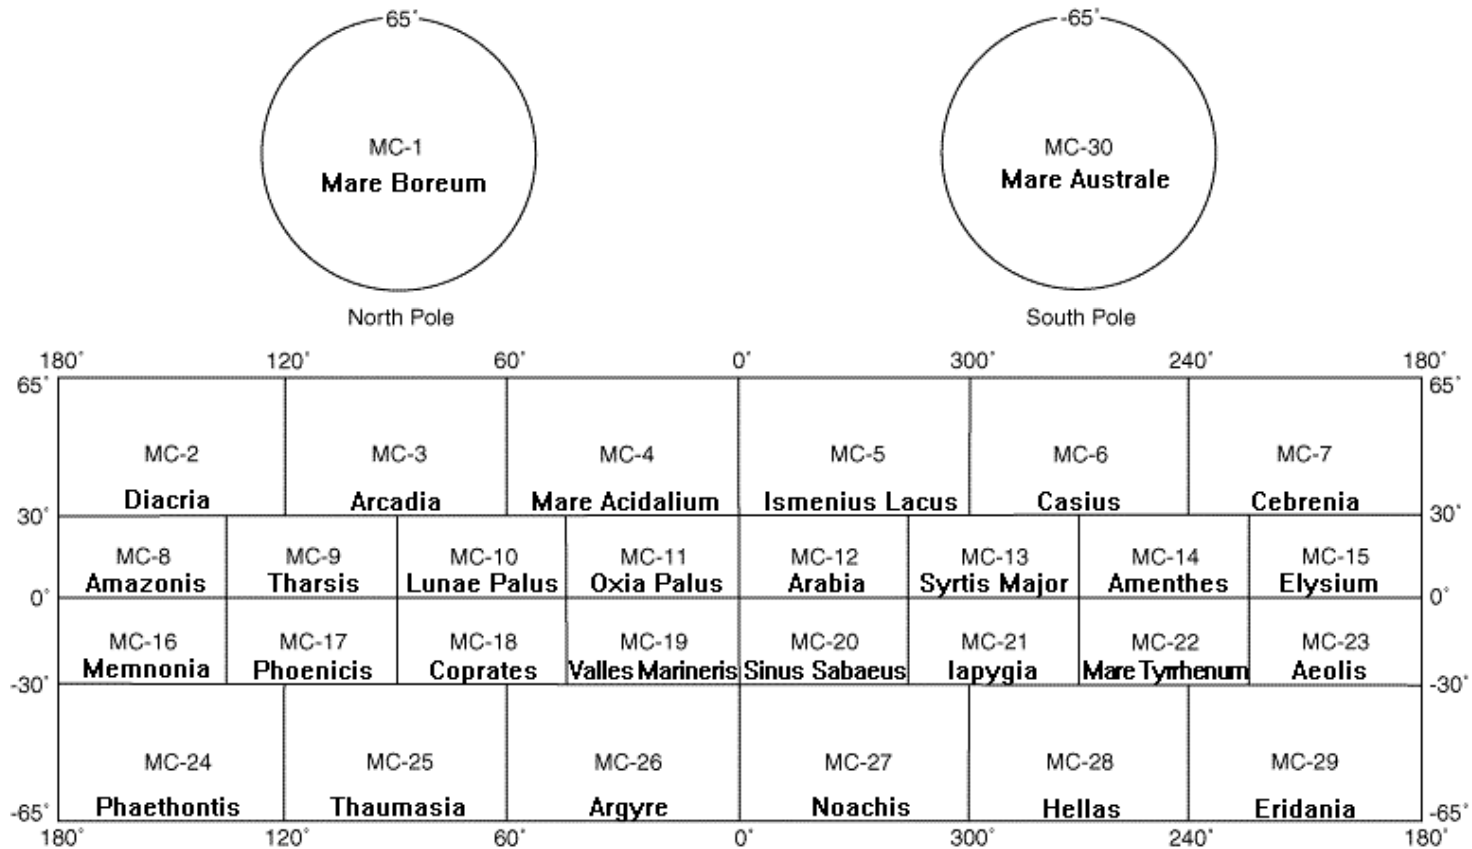 65° -65°
MC-1 MC-30
Mare Boreum Mare Australe
North Pole South Pole
180° 120° 60° 0° 300° 240° 180°
65° 65°
MC-2 MC-3 MC-4 MC-5 MC-6 MC-7
Diacria Arcadia Mare Acidalium Ismenius Lacus Casius Cebrenia
30° 30°
MC-8 MC-9 MC-10 MC-11 MC-12 MC-13 MC-14 MC-15
Amazonis Tharsis Lunae Palus Oxia Palus Arabia Syrtis Major Amenthes Elysium
0° 0°
MC-16 MC-17 MC-18 MC-19 MC-20 MC-21 MC-22 MC-23
Memnonia Phoenicis Coprates Valles Marineris Sinus Sabaeus Iapygia Mare Tyrrhenum Aeolis
-30° -30°
MC-24 MC-25 MC-26 MC-27 MC-28 MC-29
Phaethontis Thaumasia Argyre Noachis Hellas Eridania
-65° -65°
180° 120° 60° 0° 300° 240° 180°